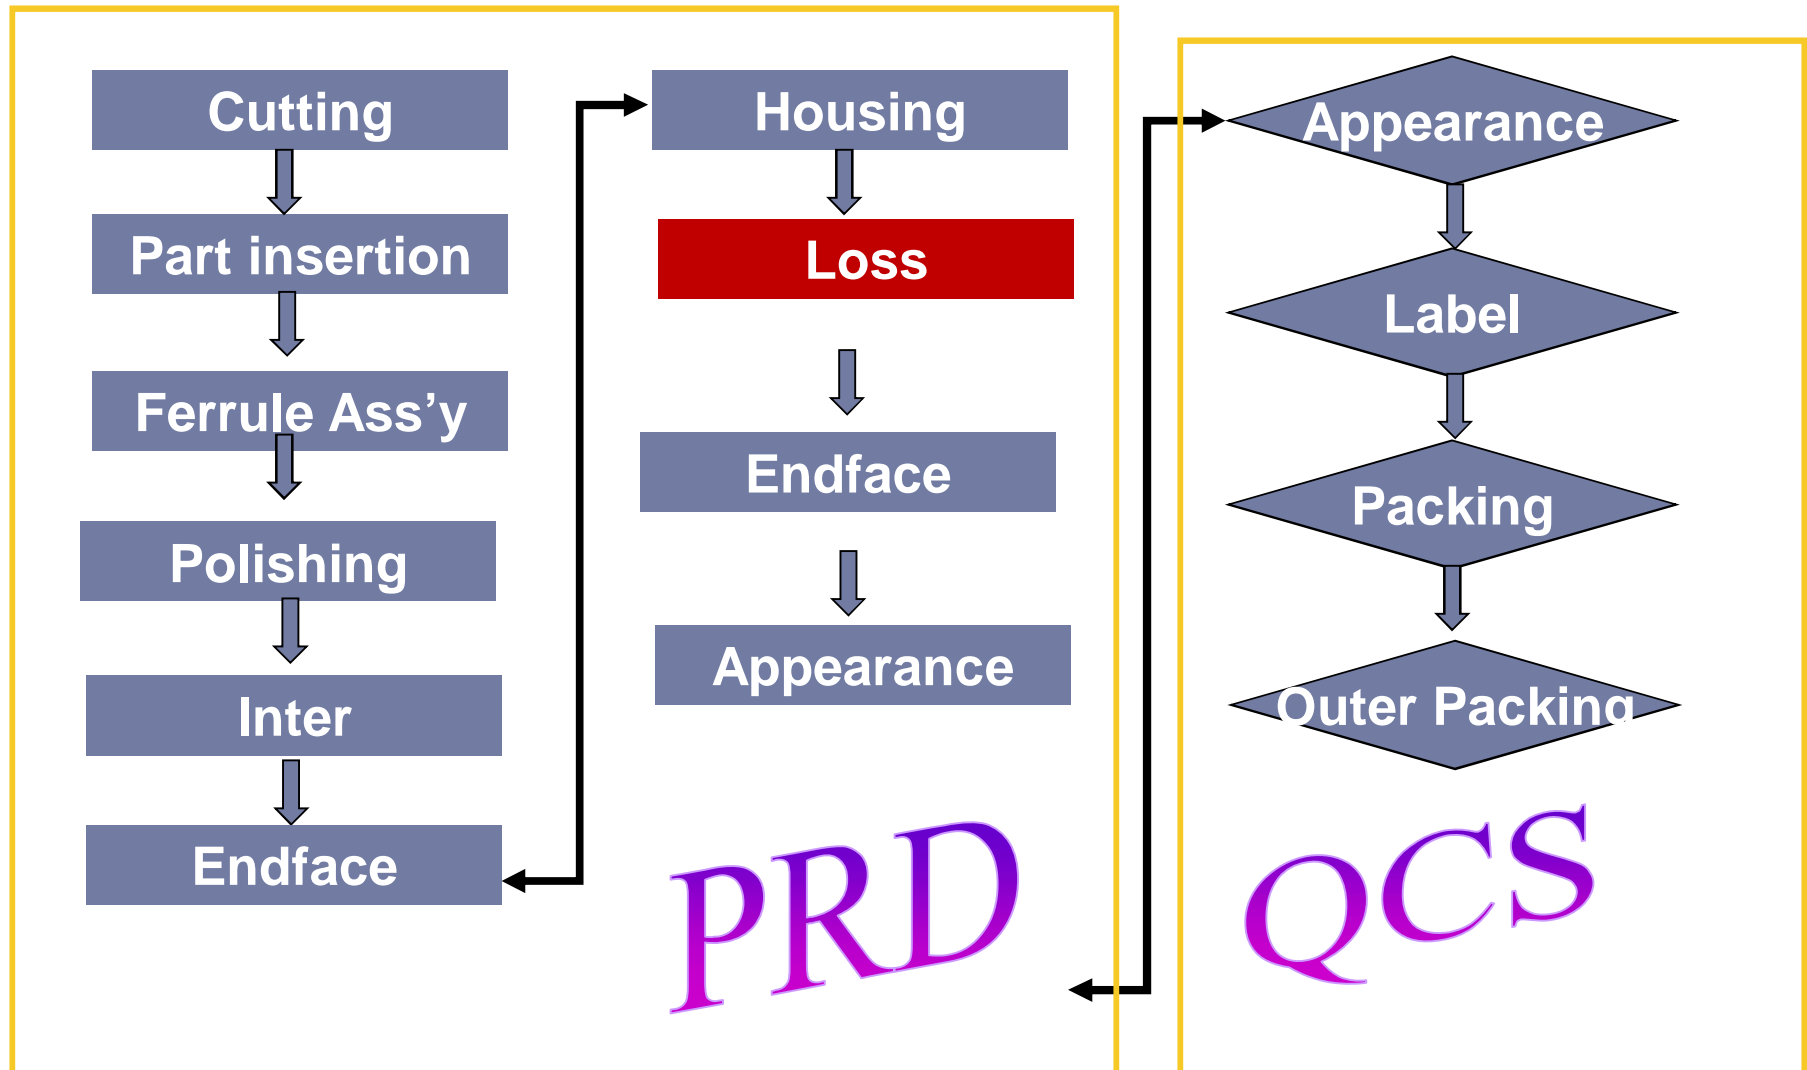 Cutting
Part insertion
Ferrule Ass’y
Polishing
Inter
Endface
Housing
Loss
Endface
Appearance
PRD
Appearance
Label
Packing
Outer Packing
QCS